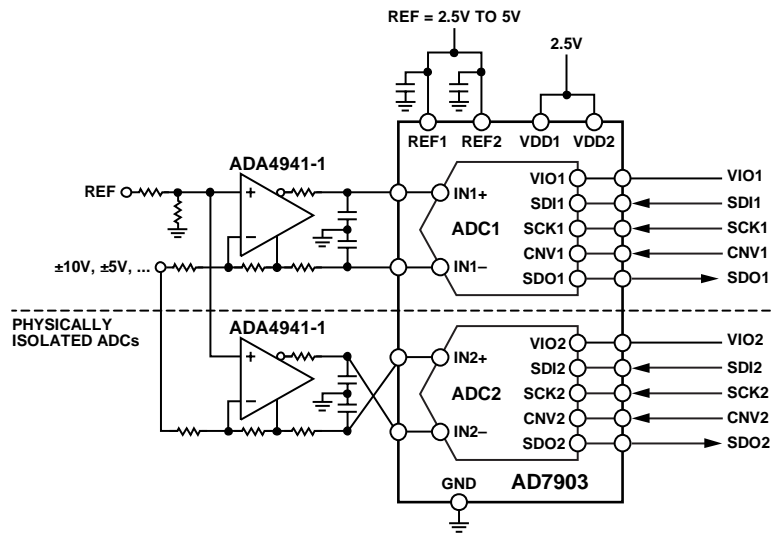 REF = 2.5V TO 5V
2.5V
REF1
REF2
VDD1
VDD2
ADA4941-1
REF
±10V, ±5V, ...
+
–
IN1+
IN1–
ADC1
VIO1
SDI1
SCK1
CNV1
SDO1
VIO1
SDI1
SCK1
CNV1
SDO1
PHYSICALLY
ISOLATED ADCs
ADA4941-1
+
–
IN2+
IN2–
ADC2
VIO2
SDI2
SCK2
CNV2
SDO2
VIO2
SDI2
SCK2
CNV2
SDO2
GND
AD7903